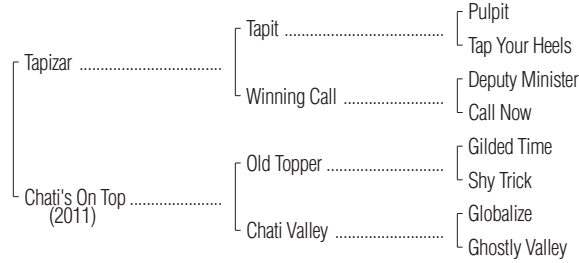 Pulpit
Tapit ........................................
Tap Your Heels
Tapizar ....................................
Deputy Minister
Winning Call .........................
Call Now
Gilded Time
Old Topper .............................
Shy Trick
Chati's On Top .......................
(2011)
Globalize
Chati Valley ...........................
Ghostly Valley